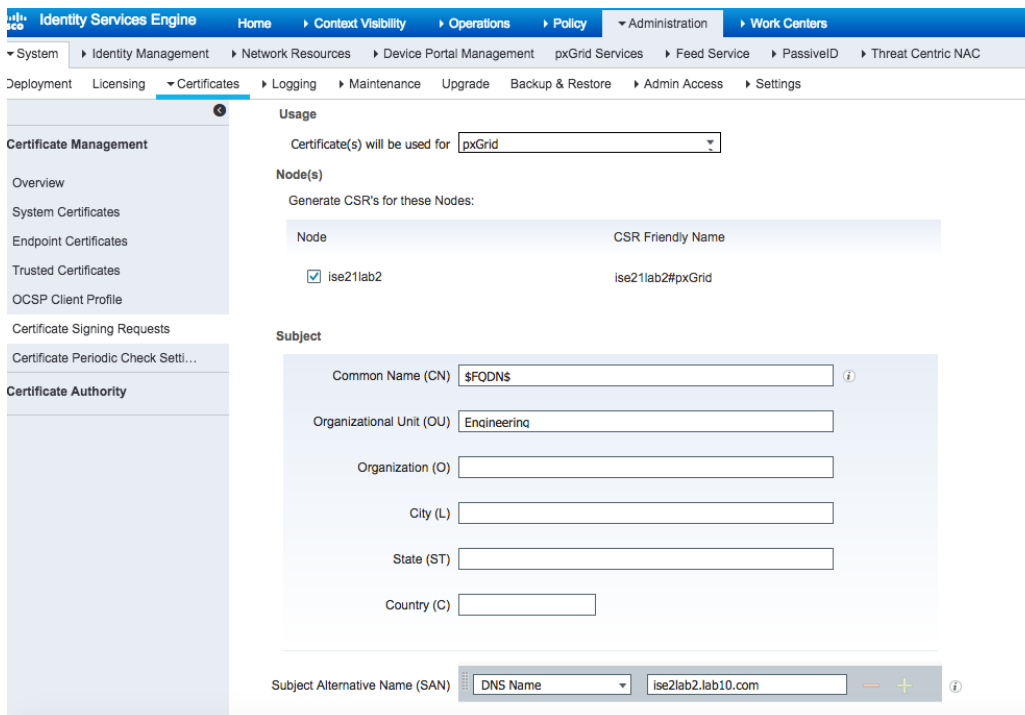 cisco Identity Services Engine Home Context Visibility Operations Policy Administration Work Centers
System Identity Management Network Resources Device Portal Management pxGrid Services Feed Service PassiveID Threat Centric NAC
Deployment Licensing Certificates Logging Maintenance Upgrade Backup & Restore Admin Access Settings
Certificate Management
Overview
System Certificates
Endpoint Certificates
Trusted Certificates
OCSP Client Profile
Certificate Signing Requests
Certificate Periodic Check Setti...
Certificate Authority
Usage
Certificate(s) will be used for pxGrid
Node(s)
Generate CSR's for these Nodes:
Node CSR Friendly Name
ise21lab2 ise21lab2#pxGrid
Subject
Common Name (CN) $FQDN$
Organizational Unit (OU) Engineering
Organization (O)
City (L)
State (ST)
Country (C)
Subject Alternative Name (SAN) DNS Name ise2lab2.lab10.com